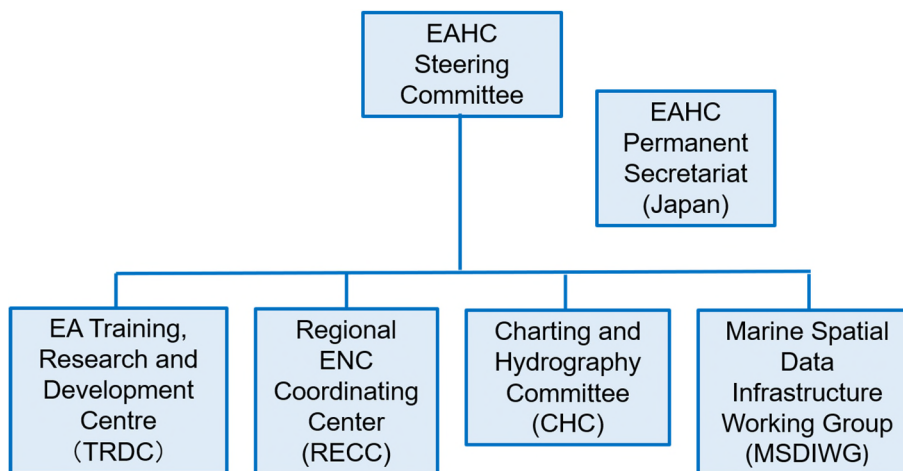 EAHC
Steering
Committee
EAHC
Permanent
Secretariat
(Japan)
EA Training,
Research and
Development
Centre
（TRDC）
Regional
ENC
Coordinating
Center
(RECC)
Charting and
Hydrography
Committee
(CHC)
Marine Spatial
Data
Infrastructure
Working Group
(MSDIWG)